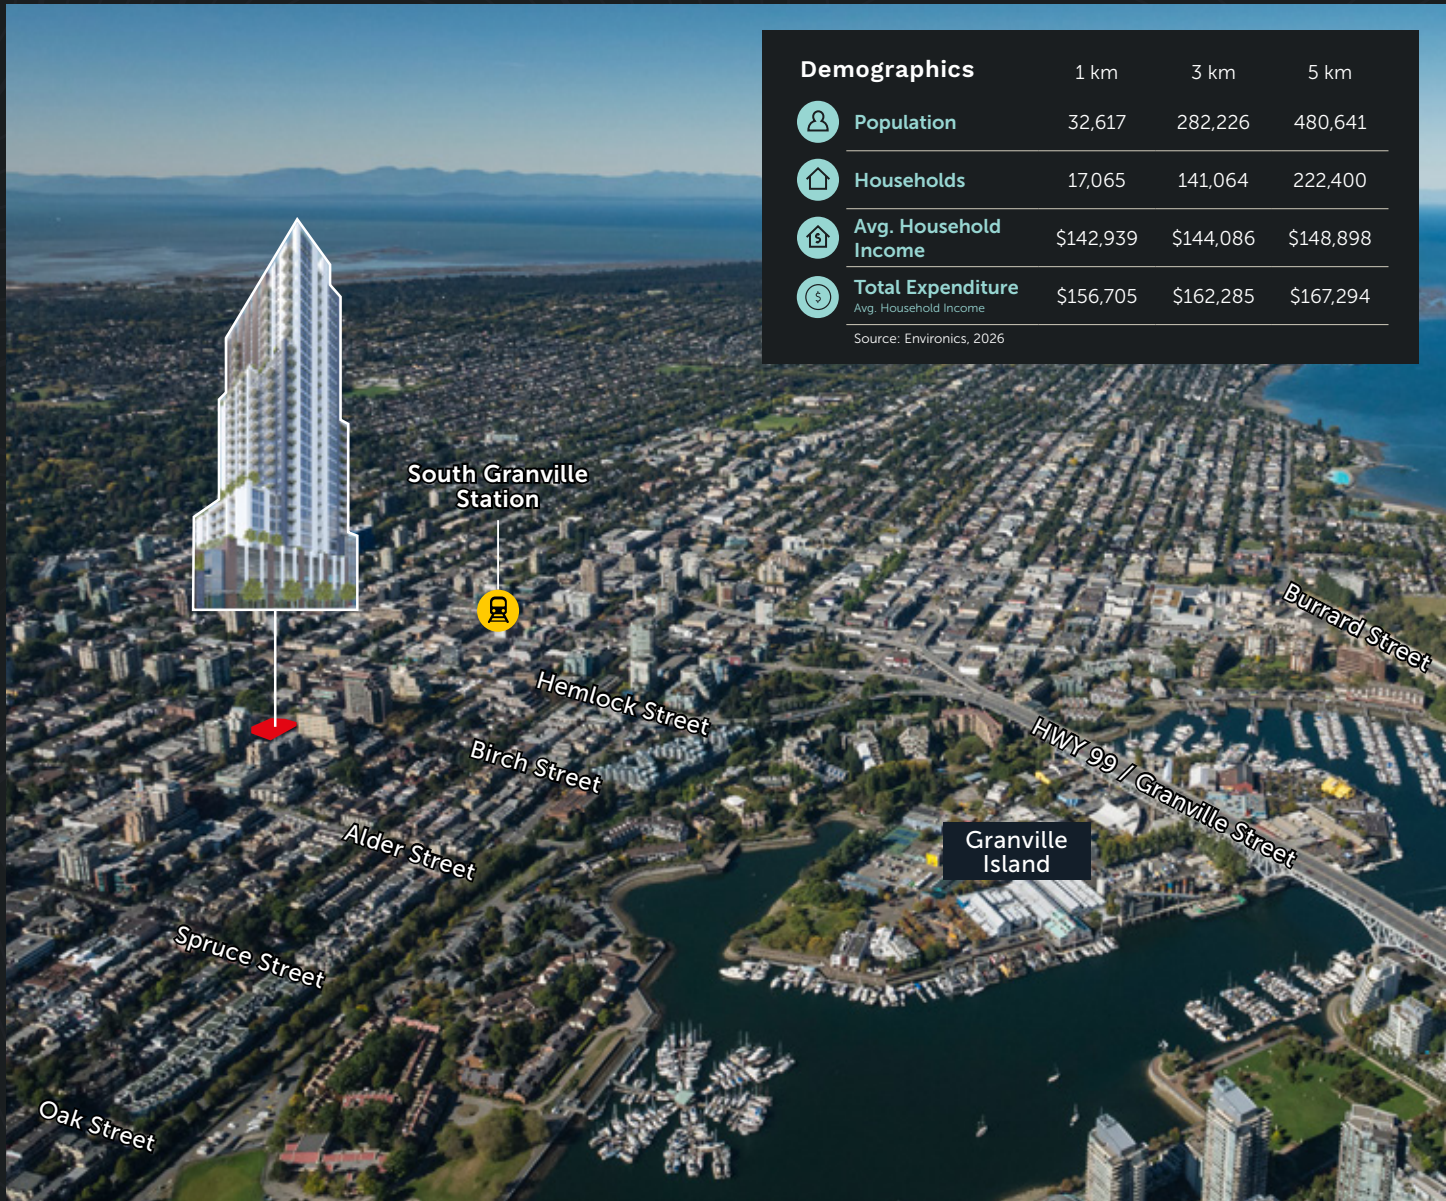 Demographics 1 km 3 km 5 km
Population 32,617 282,226 480,641
Households 17,065 141,064 222,400
Avg. Household
Income $142,939 $144,086 $148,898
Total Expenditure $156,705 $162,285 $167,294
Avg. Household Income
Source: Environics, 2026
South Granville
Station
Burrard Street
Hemlock Street
HWY 99 / Granville Street
Birch Street
Alder Street
Granville
Island
Spruce Street
Oak Street